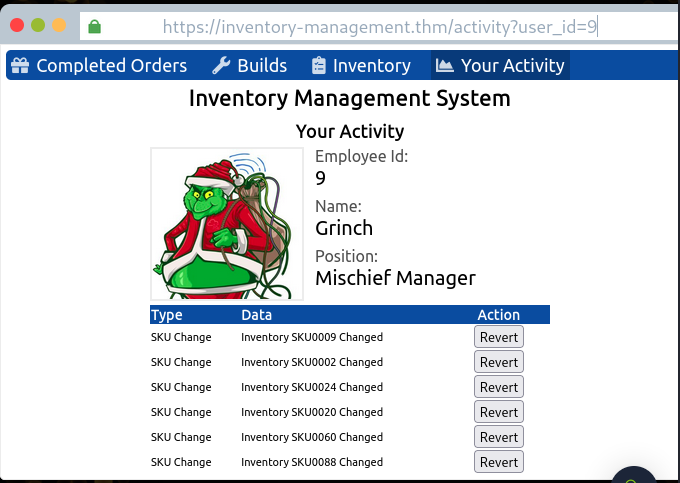 https://inventory-management.thm/activity?user_id=9
Completed Orders Builds Inventory Your Activity
Inventory Management System
Your Activity
Employee Id:
9
Name:
Grinch
Position:
Mischief Manager
Type Data Action
SKU Change Inventory SKU0009 Changed Revert
SKU Change Inventory SKU0002 Changed Revert
SKU Change Inventory SKU0024 Changed Revert
SKU Change Inventory SKU0020 Changed Revert
SKU Change Inventory SKU0060 Changed Revert
SKU Change Inventory SKU0088 Changed Revert